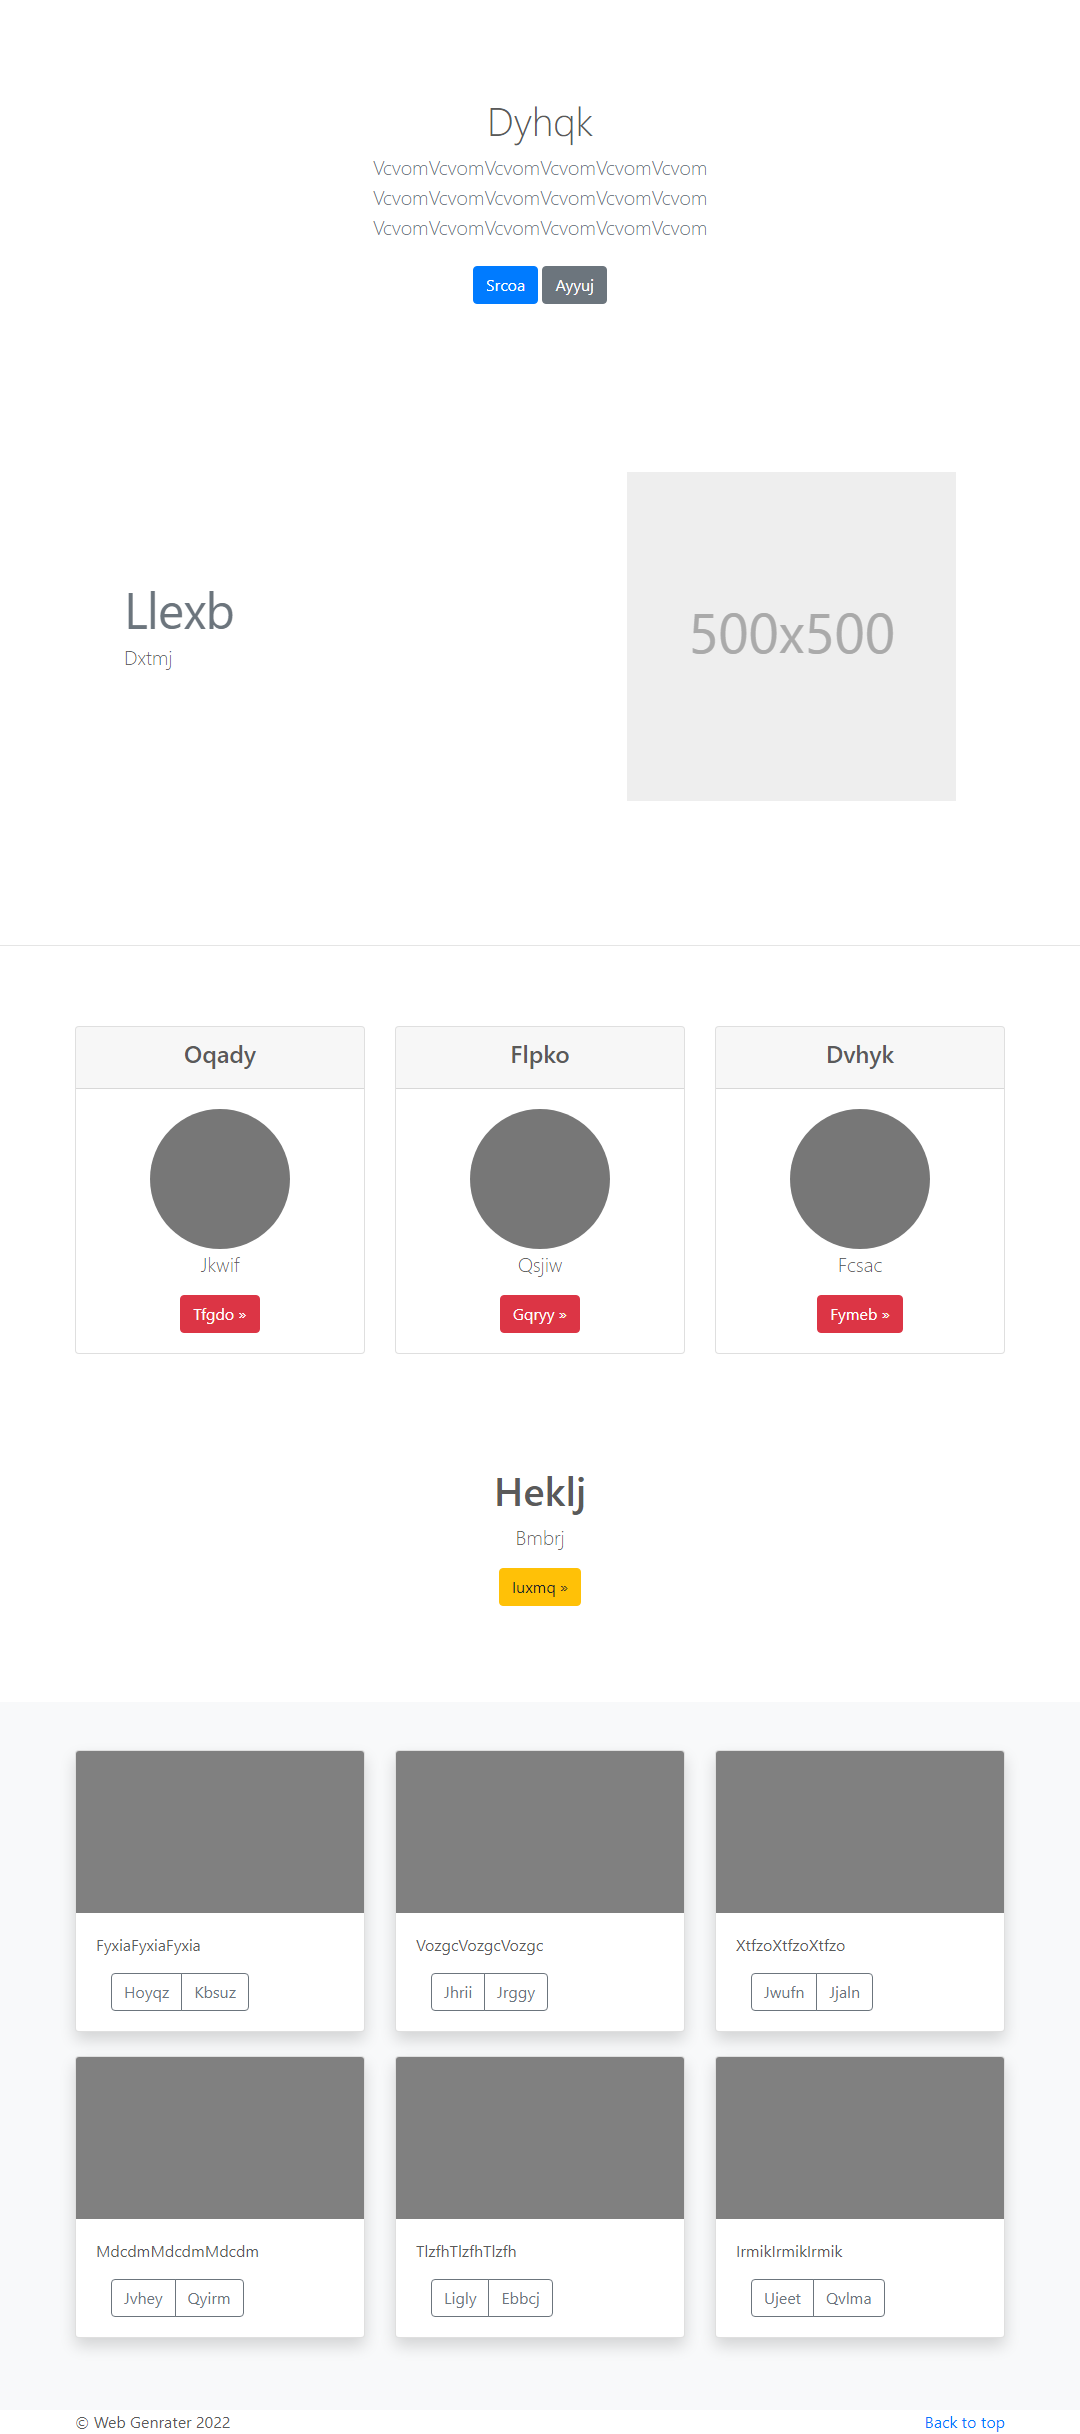 Dyhqk
VcvomVcvomVcvomVcvomVcvomVcvom
VcvomVcvomVcvomVcvomVcvomVcvom
VcvomVcvomVcvomVcvomVcvomVcvom
Srcoa Ayyuj
Llexb
Dxtmj
500x500
Oqady Flpko Dvhyk
Jkwif Qsjiw Fcsac
Tfgdo » Gqryy » Fymeb »
Heklj
Bmbrj
Iuxmq »
FyxiaFyxiaFyxia VozgcVozgcVozgc XtfzoXtfzoXtfzo
Hoyqz Kbsuz Jhrii Jrggy Jwufn Jjaln
MdcdmMdcdmMdcdm TlzfhTlzfhTlzfh IrmikIrmikIrmik
Jvhey Qyirm Ligly Ebbcj Ujeet Qvlma
© Web Genrater 2022 Back to top